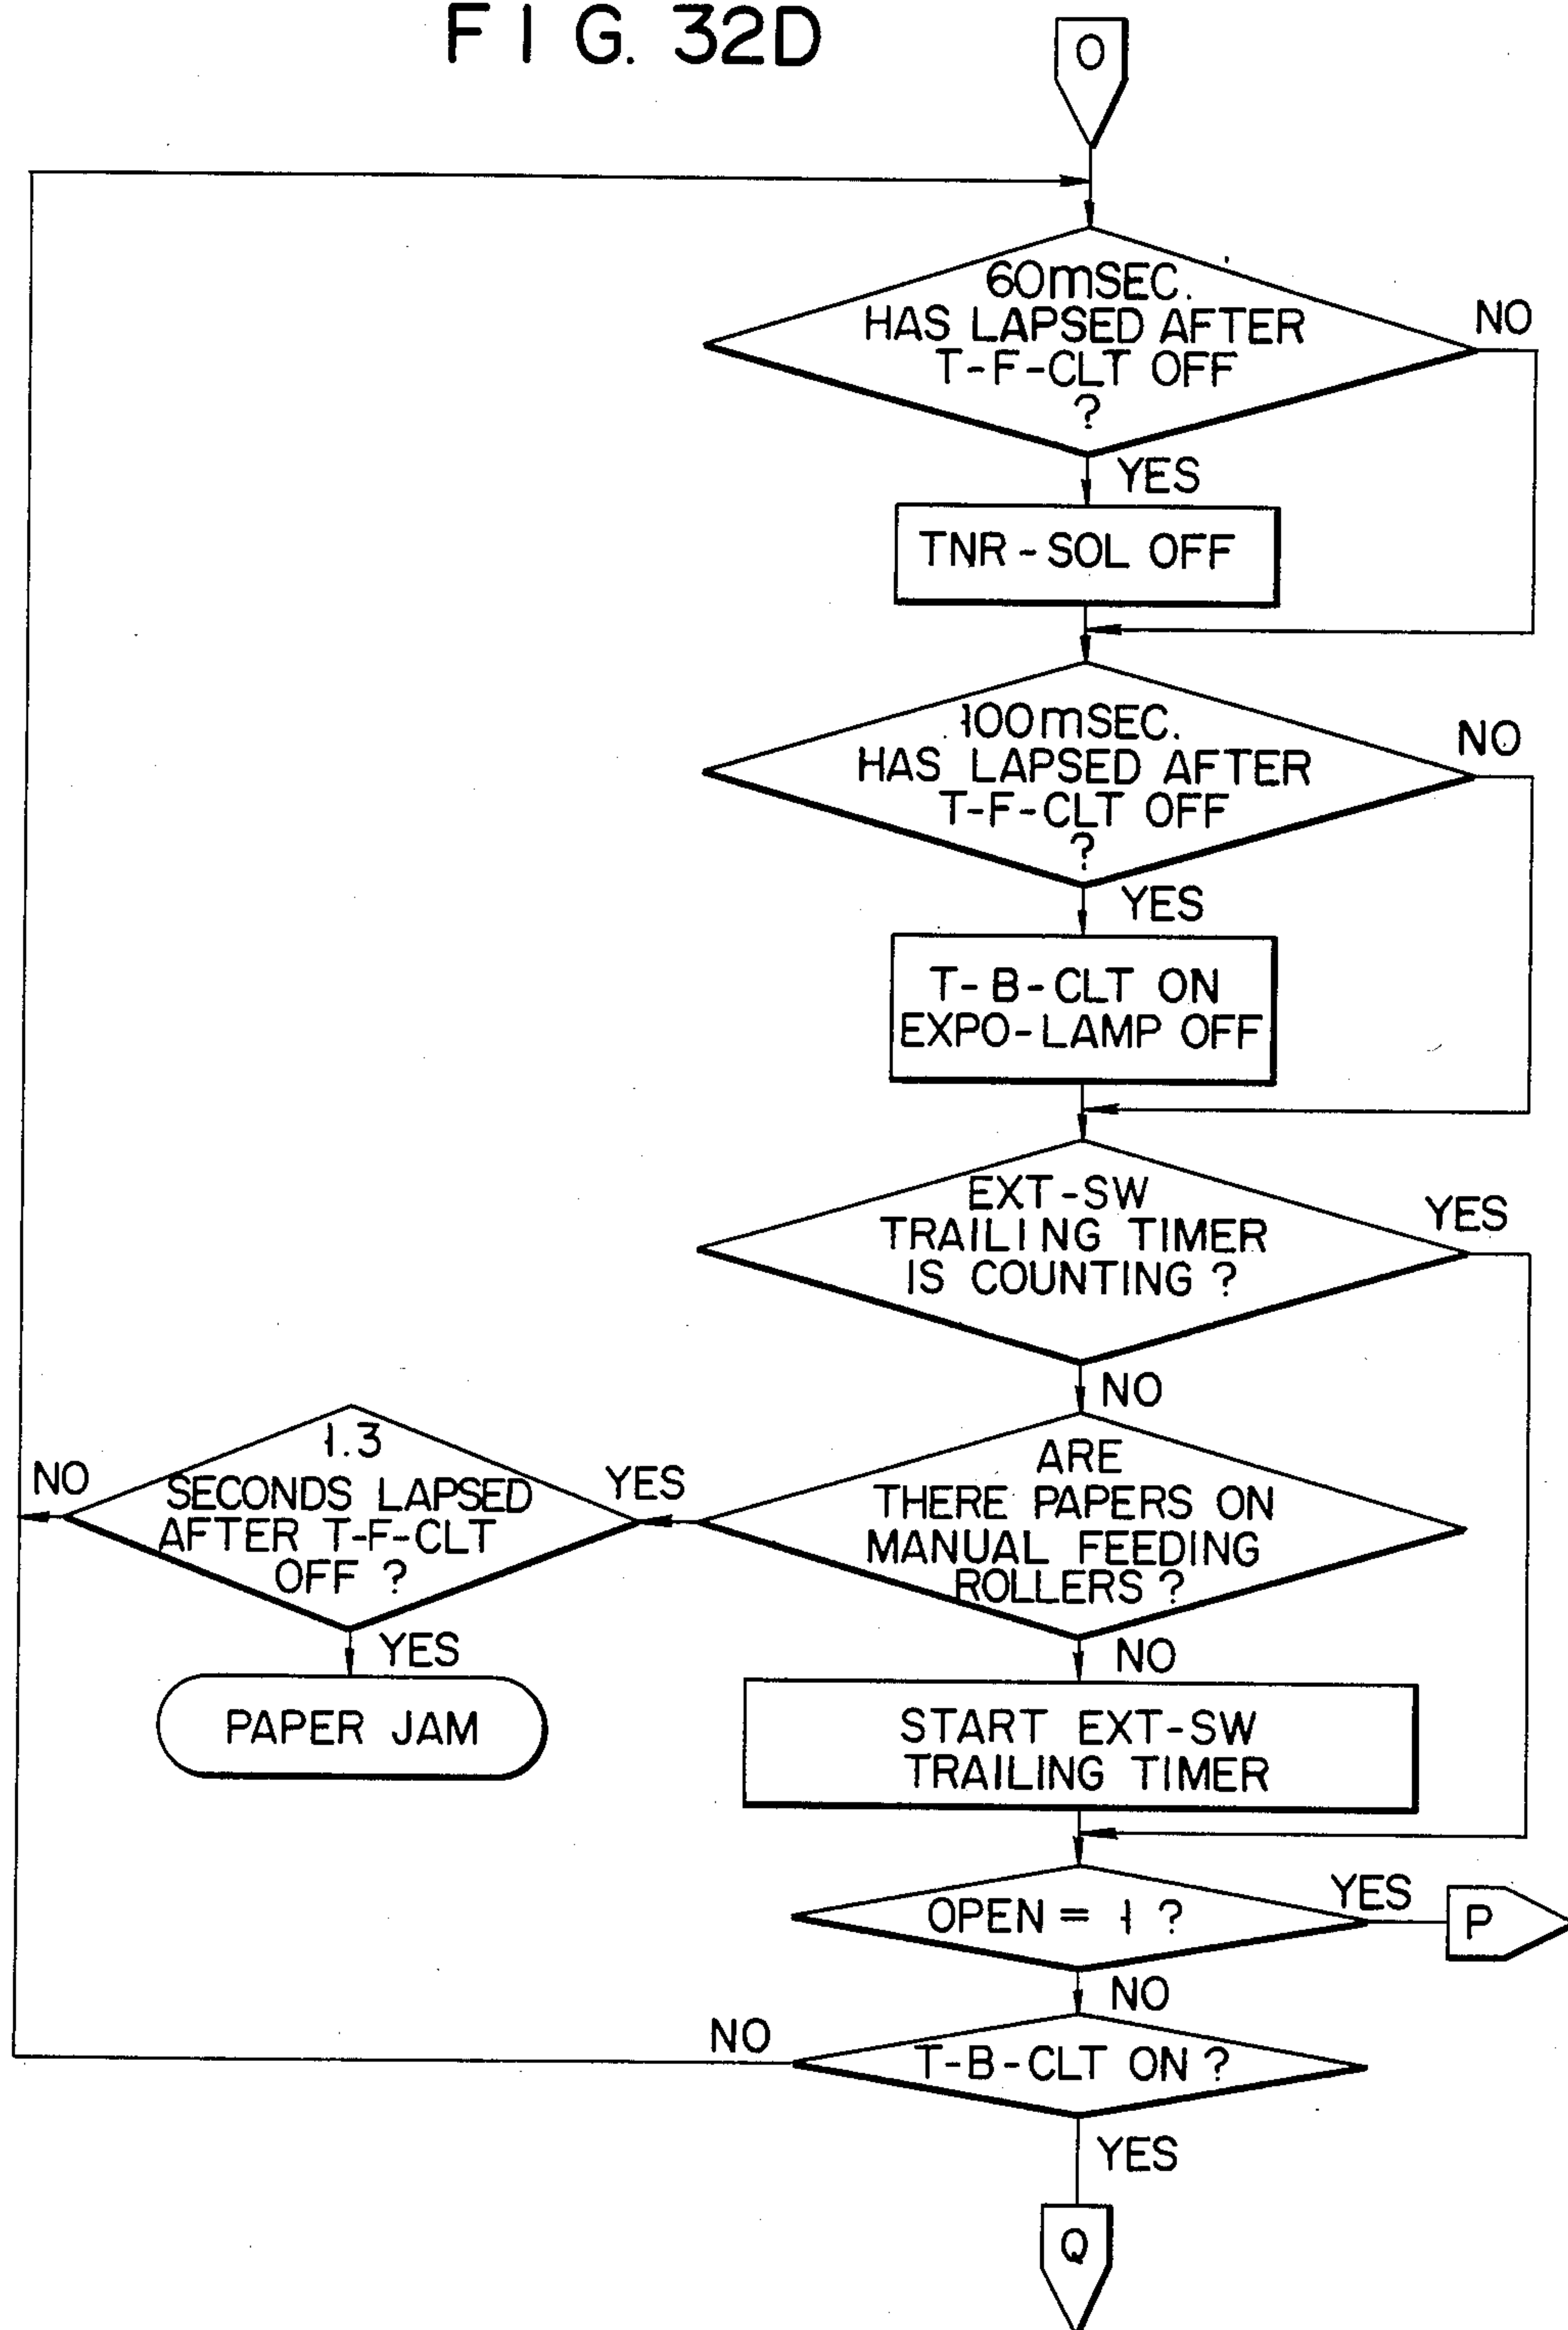 FIG. 32D
O
60mSEC.
HAS LAPSED AFTER
T-F-CLT OFF
?
NO
YES
TNR-SOL OFF
100mSEC.
HAS LAPSED AFTER
T-F-CLT OFF
?
NO
YES
T-B-CLT ON
EXPO-LAMP OFF
EXT-SW
TRAILING TIMER
IS COUNTING ?
YES
NO
ARE
THERE PAPERS ON
MANUAL FEEDING
ROLLERS ?
YES
NO
1.3
SECONDS LAPSED
AFTER T-F-CLT
OFF ?
NO
YES
PAPER JAM
START EXT-SW
TRAILING TIMER
OPEN = 1 ?
YES
P
NO
T-B-CLT ON ?
NO
YES
Q